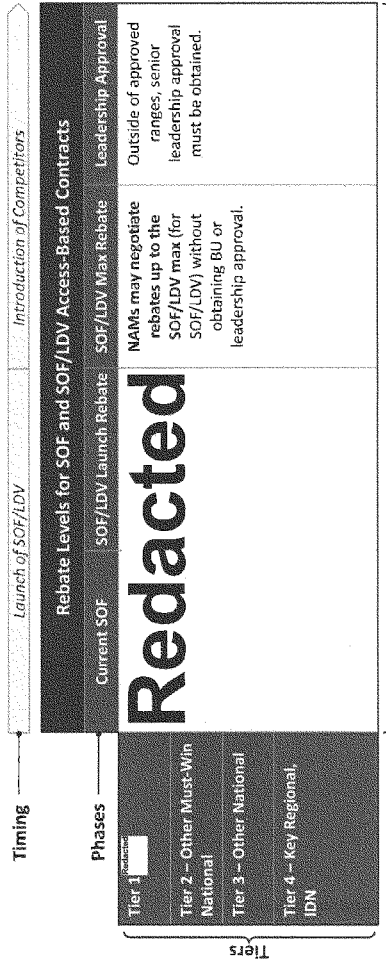 Timing
Launch of SOF/LDV
Introduction of Competitors
Rebate Levels for SOF and SOF/LDV Access-Based Contracts
Phases
Current SOF
SOF/LDV Launch Rebate
SOF/LDV Max Rebate
Leadership Approval
Tiers
Tier 1 Redacted
Tier 2 – Other Must-Win
National
Tier 3 – Other National
Tier 4 – Key Regional,
IDN
Redacted
NAMs may negotiate
rebates up to the
SOF/LDV max (for
SOF/LDV) without
obtaining BU or
leadership approval.
Outside of approved
ranges, senior
leadership approval
must be obtained.